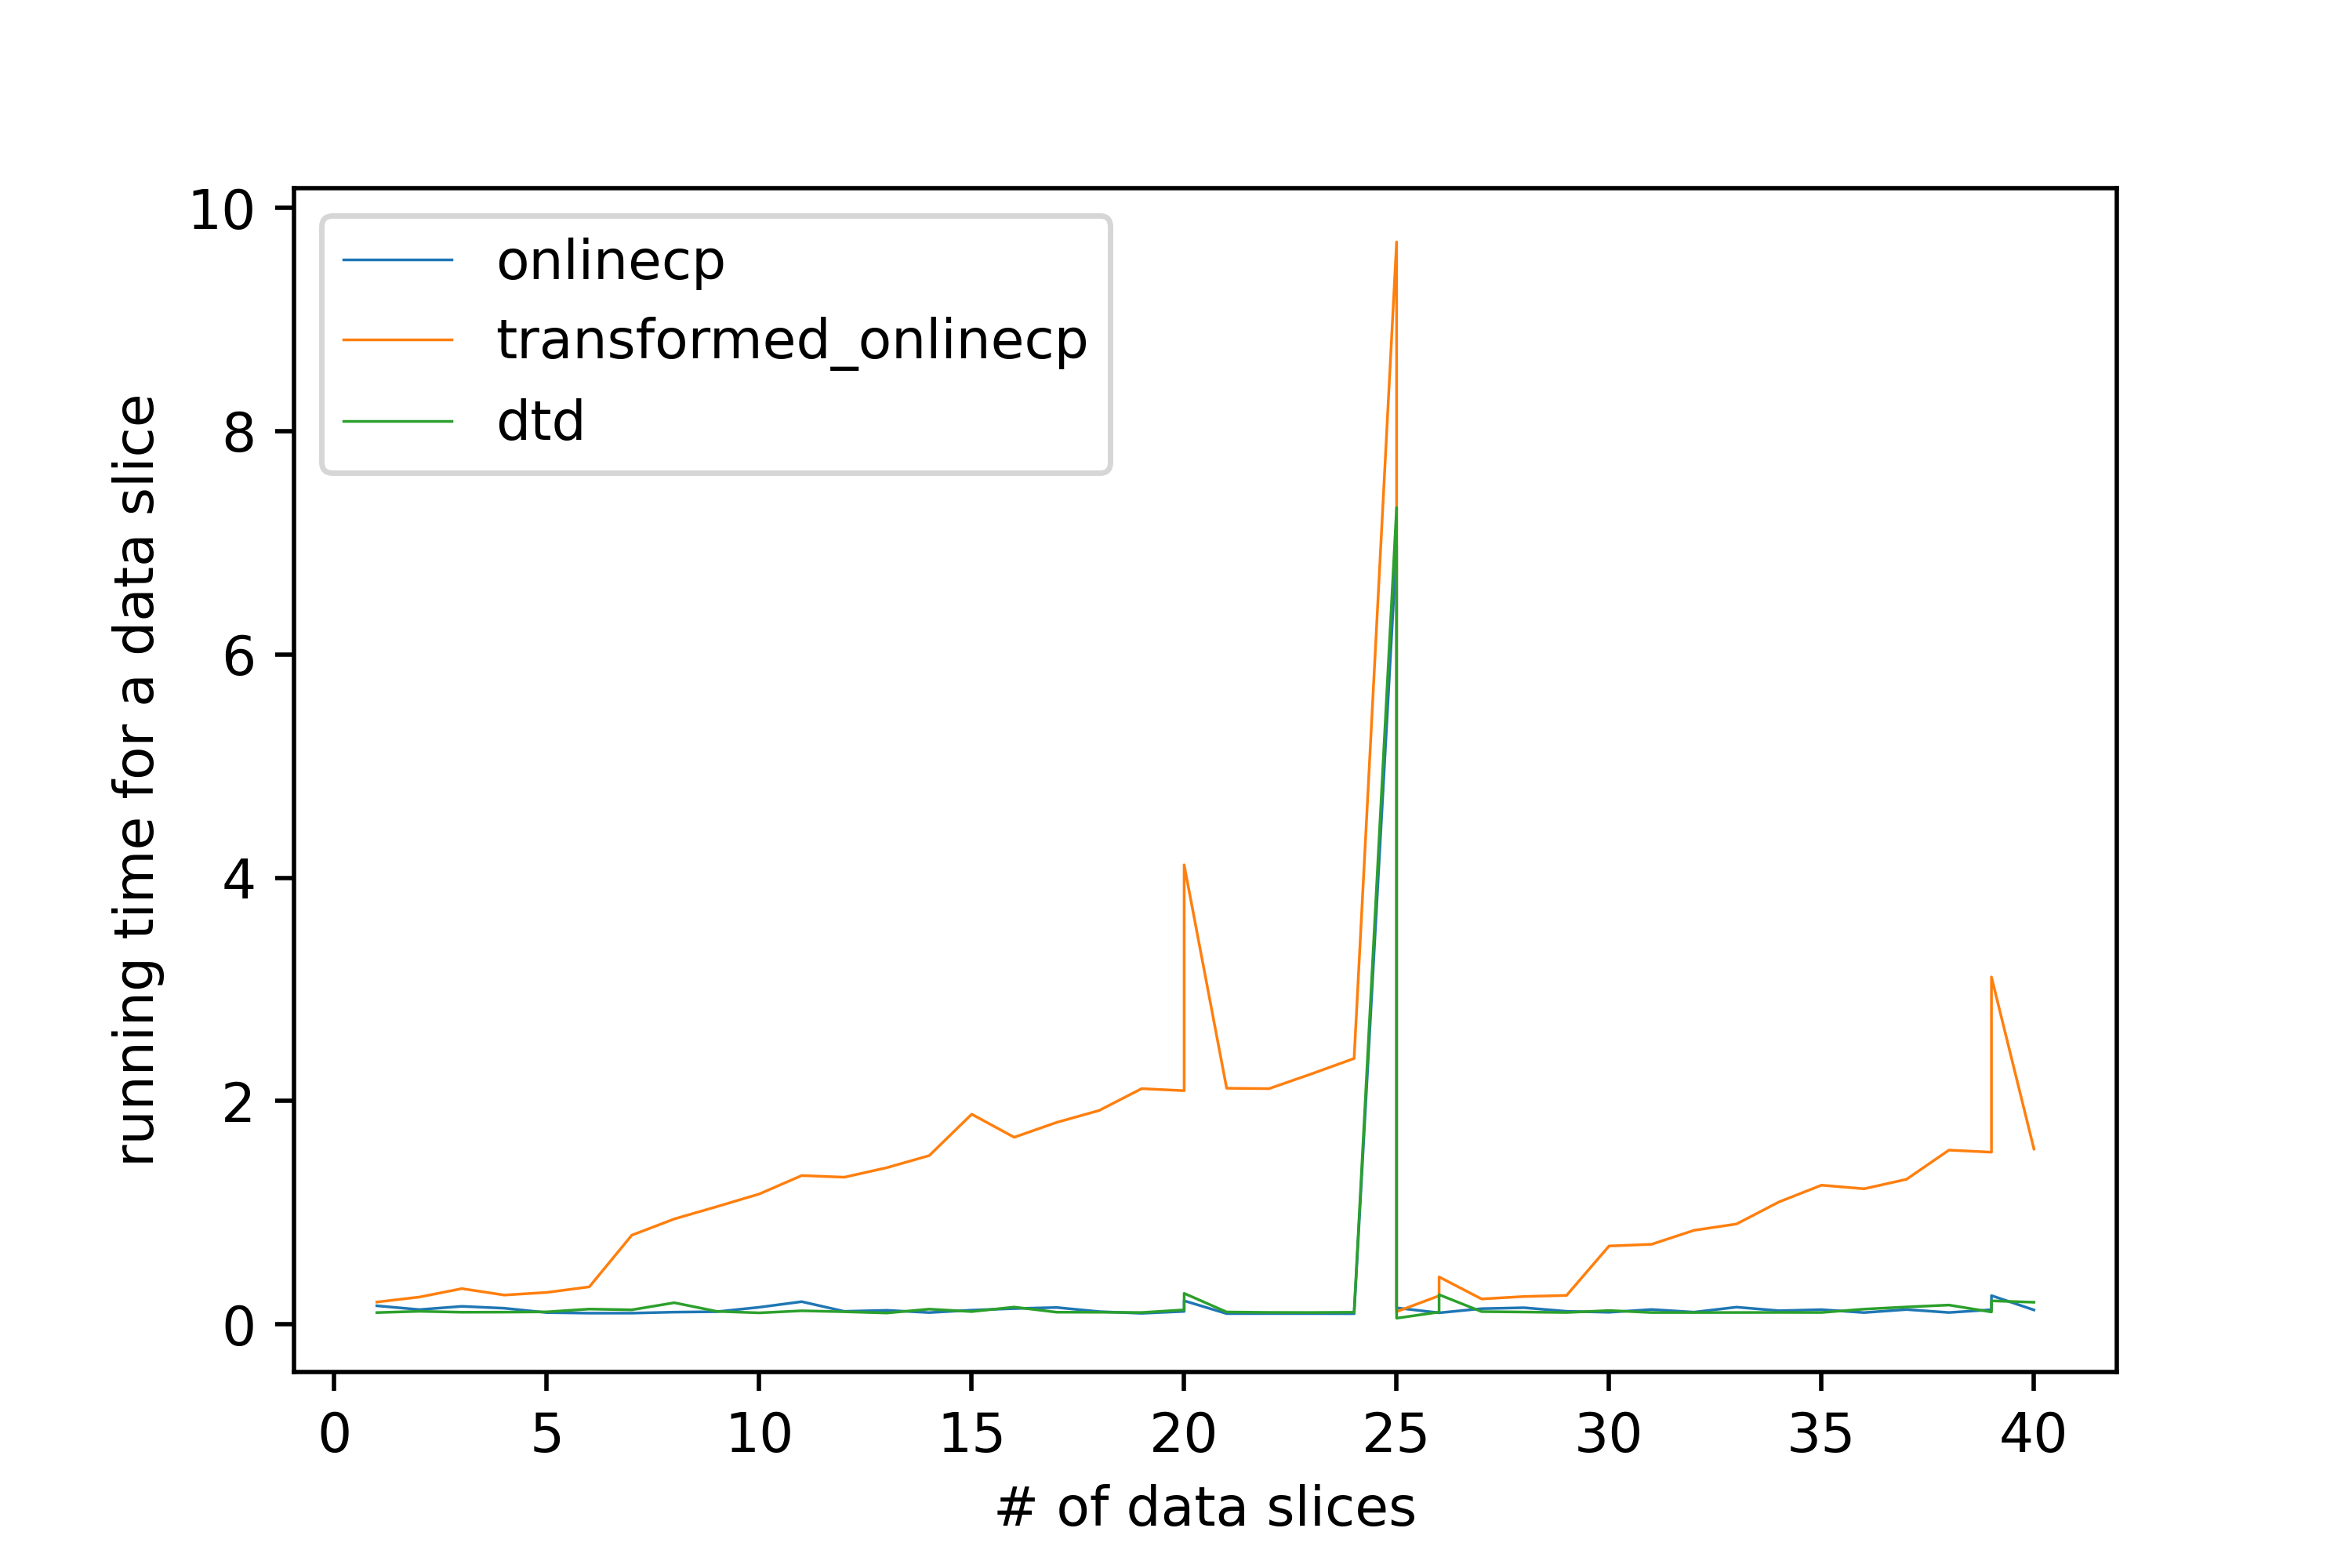 onlinecp
transformed_onlinecp
dtd
running time for a data slice
10
8
6
4
2
0
0 5 10 15 20 25 30 35 40
# of data slices